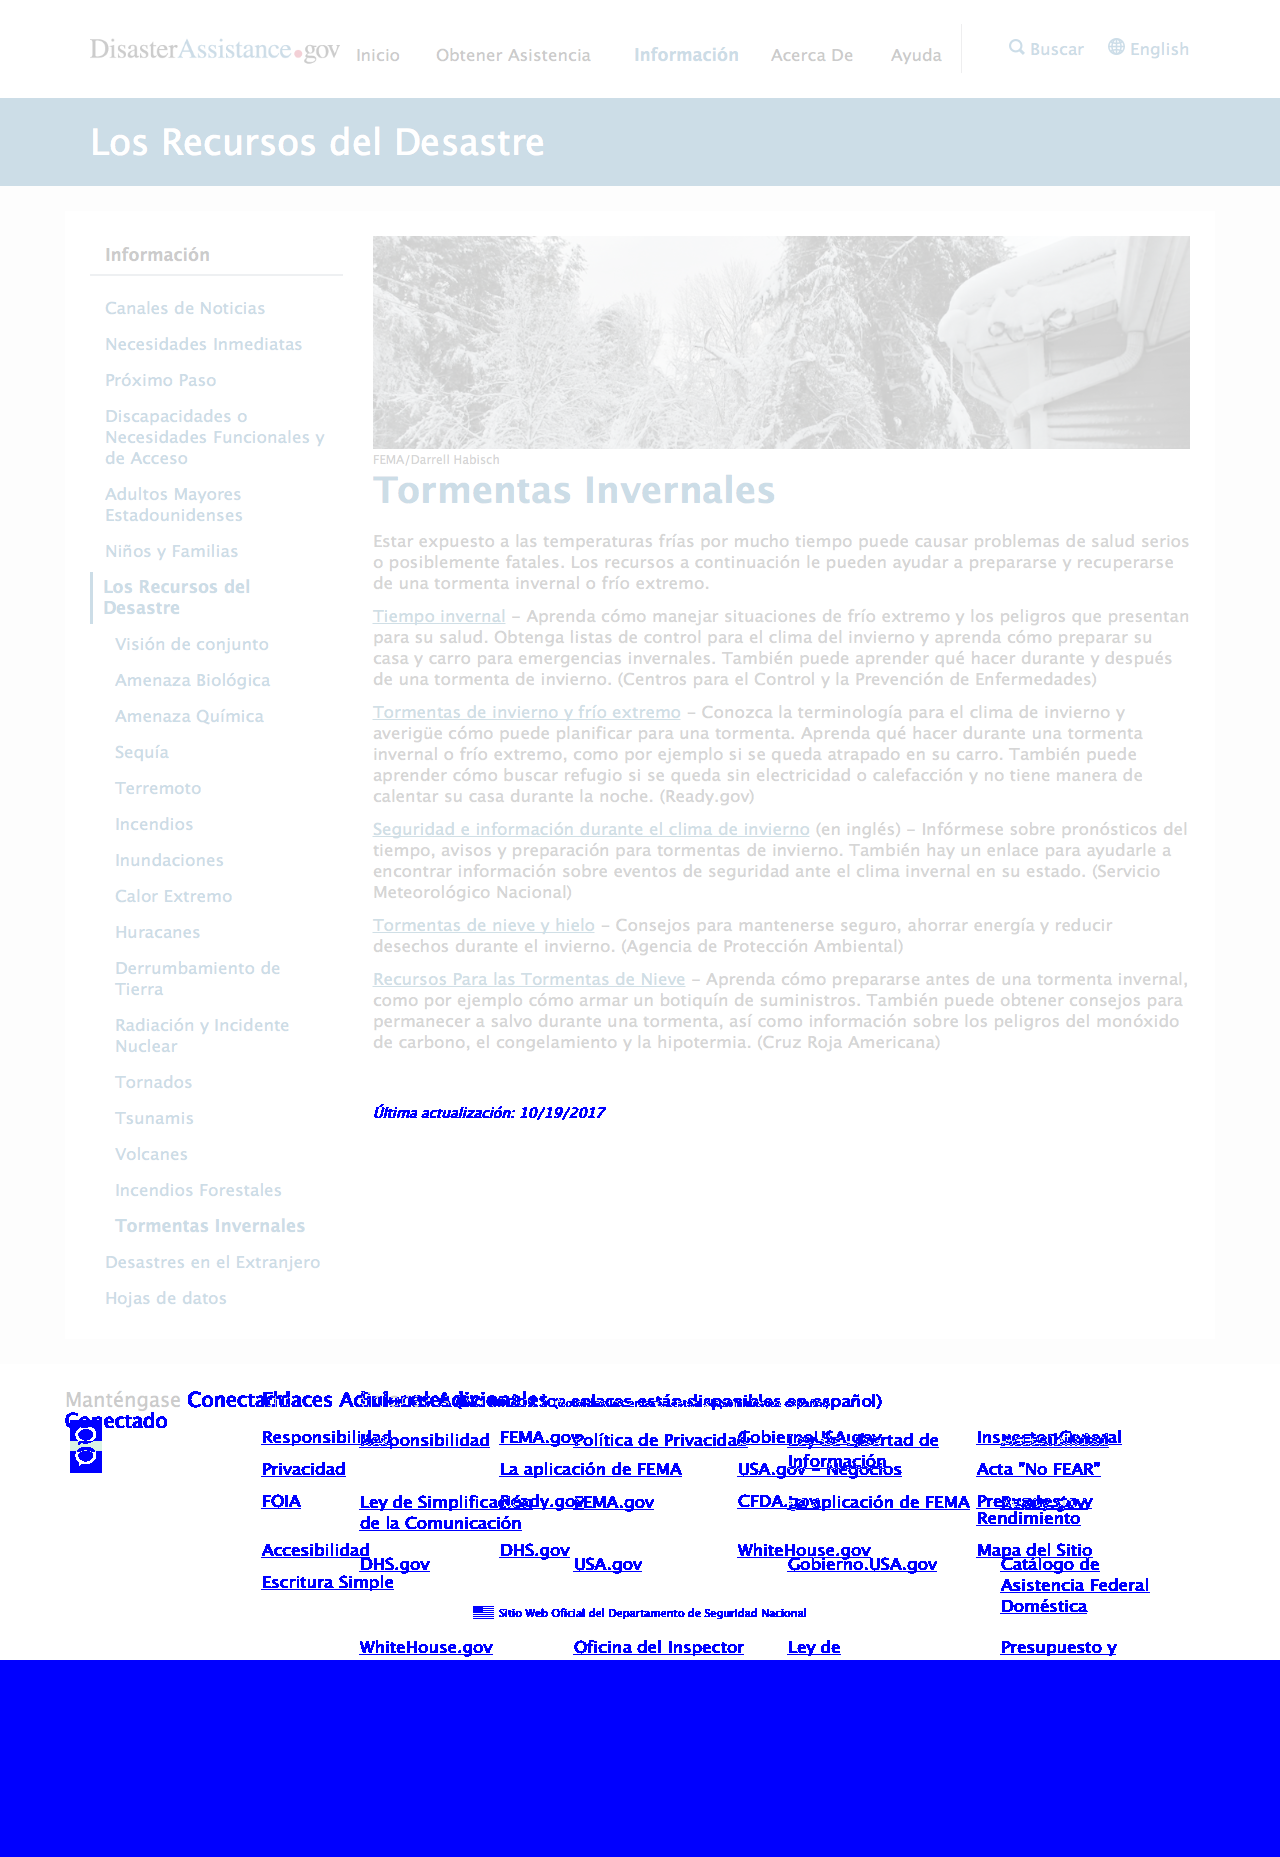 DisasterAssistance.gov
Inicio
Obtener Asistencia
Información
Acerca De
Ayuda
Buscar
English
Los Recursos del Desastre
Información
Canales de Noticias
Necesidades Inmediatas
Próximo Paso
Discapacidades o
Necesidades Funcionales y
de Acceso
Adultos Mayores
Estadounidenses
Niños y Familias
Los Recursos del
Desastre
Visión de conjunto
Amenaza Biológica
Amenaza Química
Sequía
Terremoto
Incendios
Inundaciones
Calor Extremo
Huracanes
Derrumbamiento de
Tierra
Radiación y Incidente
Nuclear
Tornados
Tsunamis
Volcanes
Incendios Forestales
Tormentas Invernales
Desastres en el Extranjero
Hojas de datos
FEMA/Darrell Habisch
Tormentas Invernales
Estar expuesto a las temperaturas frías por mucho tiempo puede causar problemas de salud serios
o posiblemente fatales. Los recursos a continuación le pueden ayudar a prepararse y recuperarse
de una tormenta invernal o frío extremo.
Tiempo invernal – Aprenda cómo manejar situaciones de frío extremo y los peligros que presentan
para su salud. Obtenga listas de control para el clima del invierno y aprenda cómo preparar su
casa y carro para emergencias invernales. También puede aprender qué hacer durante y después
de una tormenta de invierno. (Centros para el Control y la Prevención de Enfermedades)
Tormentas de invierno y frío extremo – Conozca la terminología para el clima de invierno y
averigüe cómo puede planificar para una tormenta. Aprenda qué hacer durante una tormenta
invernal o frío extremo, como por ejemplo si se queda atrapado en su carro. También puede
aprender cómo buscar refugio si se queda sin electricidad o calefacción y no tiene manera de
calentar su casa durante la noche. (Ready.gov)
Seguridad e información durante el clima de invierno (en inglés) – Infórmese sobre pronósticos del
tiempo, avisos y preparación para tormentas de invierno. También hay un enlace para ayudarle a
encontrar información sobre eventos de seguridad ante el clima invernal en su estado. (Servicio
Meteorológico Nacional)
Tormentas de nieve y hielo – Consejos para mantenerse seguro, ahorrar energía y reducir
desechos durante el invierno. (Agencia de Protección Ambiental)
Recursos Para las Tormentas de Nieve – Aprenda cómo prepararse antes de una tormenta invernal,
como por ejemplo cómo armar un botiquín de suministros. También puede obtener consejos para
permanecer a salvo durante una tormenta, así como información sobre los peligros del monóxido
de carbono, el congelamiento y la hipotermia. (Cruz Roja Americana)
Última actualización: 10/19/2017
Manténgase
Conectado
enlaces están disponibles en español)
Responsibilidad
Responsibilidad
FEMA.gov
Política de Privacidad
Gobierno.USA.gov
Libertad de
Información
Inspector General
Privacidad
La aplicación de FEMA
USA.gov – Negocios
Acta "No FEAR"
FOIA
Ley de Simplificación
de la Comunicación
Ready.gov
FEMA.gov
CFDA.gov
La aplicación de FEMA
Rendimiento
Accesibilidad
DHS.gov
DHS.gov
USA.gov
WhiteHouse.gov
Gobierno.USA.gov
Mapa del Sitio
Catálogo de
Asistencia Federal
Doméstica
Escritura Simple
Sitio Web Oficial del Departamento de Seguridad Nacional
WhiteHouse.gov
Oficina del Inspector
Ley de
Presupuesto y